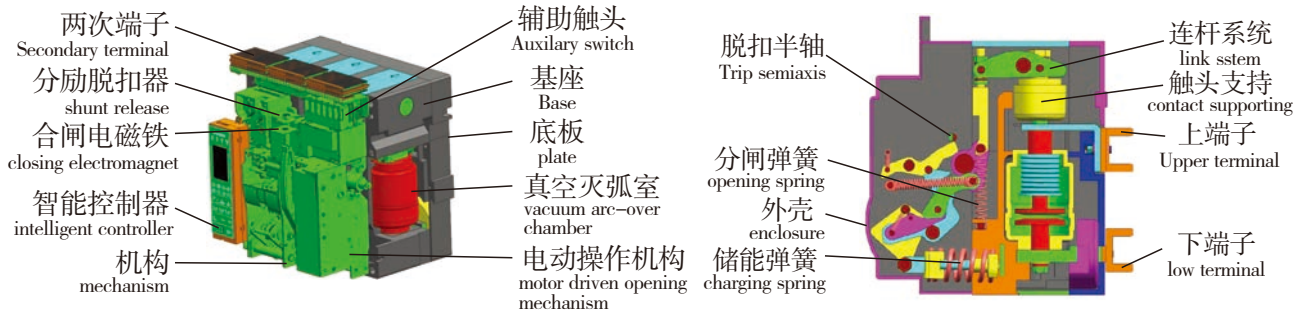 两次端子
Secondary terminal
分励脱扣器
shunt release
合闸电磁铁
closing electromagnet
智能控制器
intelligent controller
机构
mechanism
辅助触头
Auxilary switch
基座
Base
底板
plate
真空灭弧室
vacuum arc-over
chamber
电动操作机构
motor driven opening
mechanism
脱扣半轴
Trip semiaxis
分闸弹簧
opening spring
外壳
enclosure
储能弹簧
charging spring
连杆系统
link sstem
触头支持
contact supporting
上端子
Upper terminal
下端子
low terminal